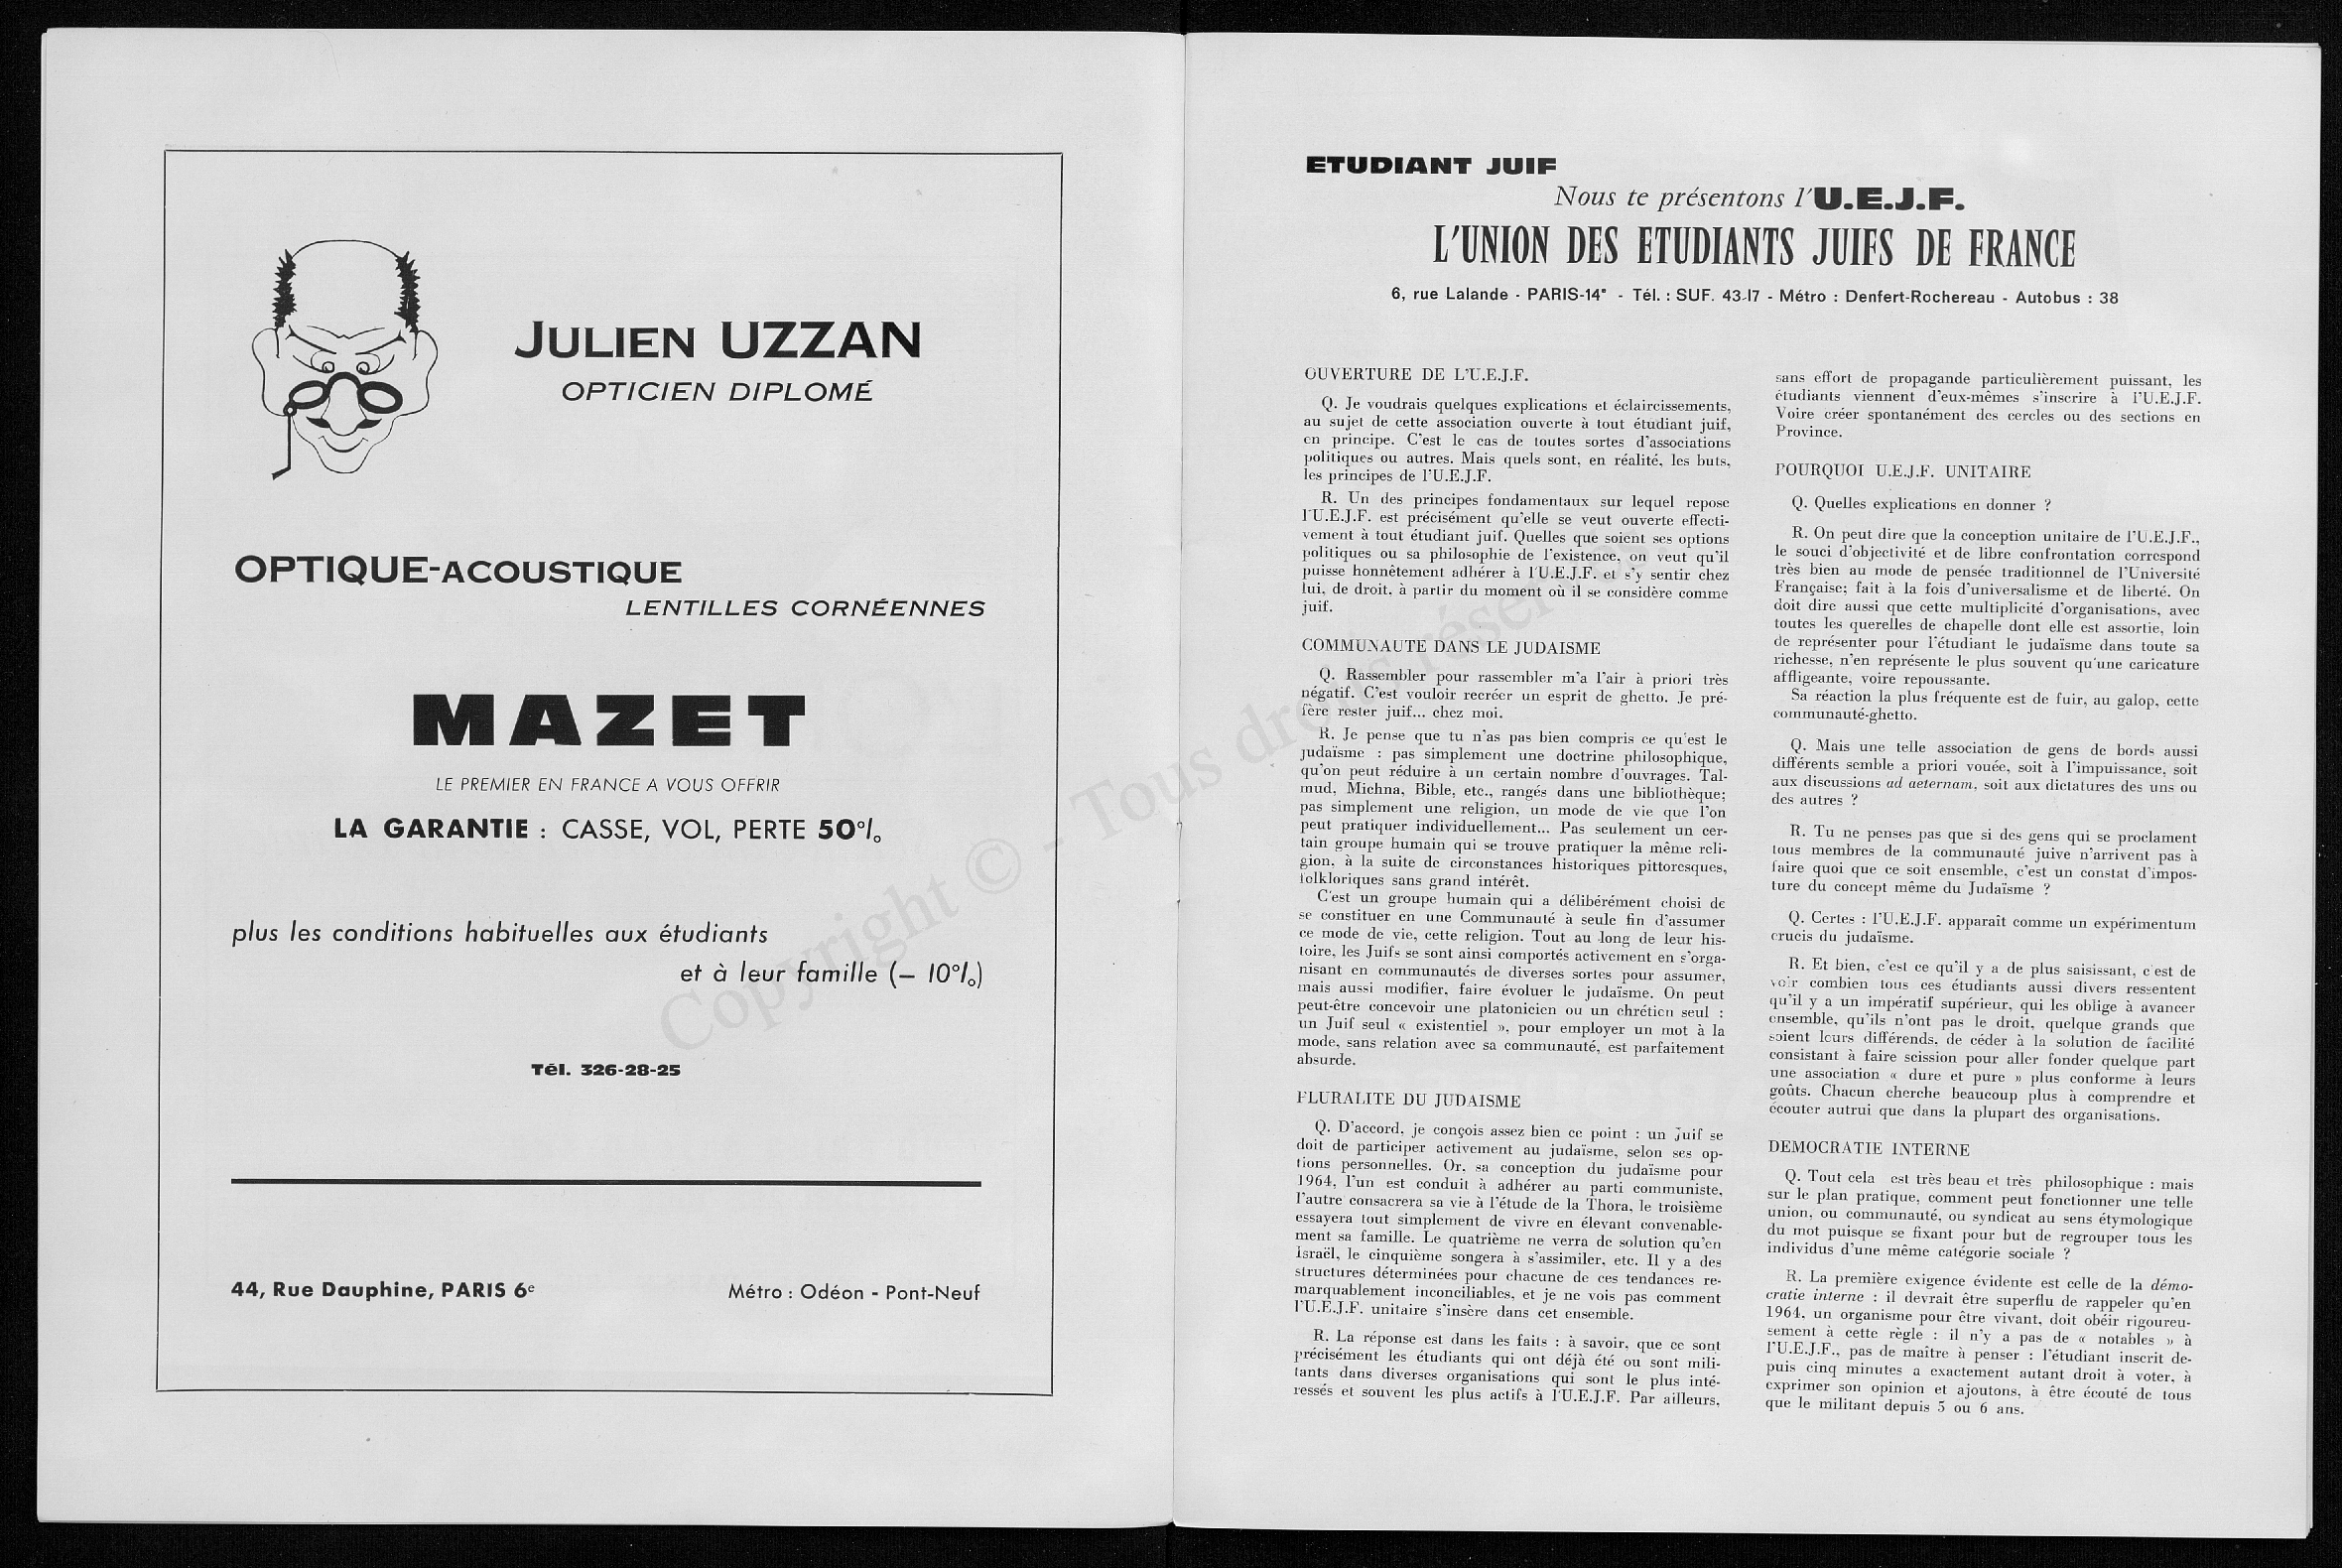 JULIEN UZZAN
OPTICIEN DIPLOMÉ
OPTIQUE-ACOUSTIQUE
LENTILLES CORNÉENNES
MAZET
LE PREMIER EN FRANCE A VOUS OFFRIR
LA GARANTIE : CASSE, VOL, PERTE 50%
plus les conditions habituelles aux étudiants
et à leur famille (— 10%)
Tél. 326-28-25
44, Rue Dauphine, PARIS 6e
Métro : Odéon - Pont-Neuf
ETUDIANT JUIF
Nous te présentons l'U.E.J.F.
L'UNION DES ETUDIANTS JUIFS DE FRANCE
6, rue Lalande - PARIS-14e - Tél. : SUF. 43-17 - Métro : Denfert-Rochereau - Autobus : 38
OUVERTURE DE L'U.E.J.F.
Q. Je voudrais quelques explications et éclaircissements,
au sujet de cette association ouverte à tout étudiant juif,
en principe. C'est le cas de toutes sortes d'associations
politiques ou autres. Mais quels sont, en réalité, les buts,
les principes de l'U.E.J.F.
R. Un des principes fondamentaux sur lequel repose
l'U.E.J.F. est précisément qu'elle se veut ouverte effecti-
vement à tout étudiant juif. Quelles que soient ses options
politiques ou sa philosophie de l'existence, on veut qu'il
puisse honnêtement adhérer à l'U.E.J.F. et s'y sentir chez
lui, de droit, à partir du moment où il se considère comme
juif.
COMMUNAUTE DANS LE JUDAISME
Q. Rassembler pour rassembler m'a l'air à priori très
négatif. C'est vouloir recréer un esprit de ghetto. Je pré-
fère rester juif... chez moi.
R. Je pense que tu n'as pas bien compris ce qu'est le
judaïsme : pas simplement une doctrine philosophique,
qu'on peut réduire à un certain nombre d'ouvrages. Tal-
mud, Michna, Bible, etc., rangés dans une bibliothèque;
pas simplement une religion, un mode de vie que l'on
peut pratiquer individuellement... Pas seulement un cer-
tain groupe humain qui se trouve pratiquer la même reli-
gion, à la suite de circonstances historiques pittoresques,
folkloriques sans grand intérêt.
C'est un groupe humain qui a délibérément choisi de
se constituer en une Communauté à seule fin d'assumer
ce mode de vie, cette religion. Tout au long de leur his-
toire, les Juifs se sont ainsi comportés activement en s'orga-
nisant en communautés de diverses sortes pour assumer,
mais aussi modifier, faire évoluer le judaïsme. On peut
peut-être concevoir une platonicien ou un chrétien seul :
un Juif seul « existentiel », pour employer un mot à la
mode, sans relation avec sa communauté, est parfaitement
absurde.
PLURALITE DU JUDAISME
Q. D'accord, je conçois assez bien ce point : un Juif se
doit de participer activement au judaïsme, selon ses op-
tions personnelles. Or, sa conception du judaïsme pour
1964, l'un est conduit à adhérer au parti communiste,
l'autre consacrera sa vie à l'étude de la Thora, le troisième
essayera tout simplement de vivre en élevant convenable-
ment sa famille. Le quatrième ne verra de solution qu'en
Israël, le cinquième songera à s'assimiler, etc. Il y a des
structures déterminées pour chacune de ces tendances re-
marquablement inconciliables, et je ne vois pas comment
l'U.E.J.F. unitaire s'insère dans cet ensemble.
R. La réponse est dans les faits : à savoir, que ce sont
précisément les étudiants qui ont déjà été ou sont mili-
tants dans diverses organisations qui sont le plus inté-
ressés et souvent les plus actifs à l'U.E.J.F. Par ailleurs,
sans effort de propagande particulièrement puissant, les
étudiants viennent d'eux-mêmes s'inscrire à l'U.E.J.F.
Voire créer spontanément des cercles ou des sections en
Province.
POURQUOI U.E.J.F. UNITAIRE
Q. Quelles explications en donner ?
R. On peut dire que la conception unitaire de l'U.E.J.F.,
le souci d'objectivité et de libre confrontation correspond
très bien au mode de pensée traditionnel de l'Université
Française; fait à la fois d'universalisme et de liberté. On
doit dire aussi que cette multiplicité d'organisations, avec
toutes les querelles de chapelle dont elle est assortie, loin
de représenter pour l'étudiant le judaïsme dans toute sa
richesse, n'en représente le plus souvent qu'une caricature
affligeante, voire repoussante.
Sa réaction la plus fréquente est de fuir, au galop, cette
communauté-ghetto.
Q. Mais une telle association de gens de bords aussi
différents semble a priori vouée, soit à l'impuissance, soit
aux discussions ad aeternam, soit aux dictatures des uns ou
des autres ?
R. Tu ne penses pas que si des gens qui se proclament
tous membres de la communauté juive n'arrivent pas à
faire quoi que ce soit ensemble, c'est un constat d'impos-
ture du concept même du Judaïsme ?
Q. Certes : l'U.E.J.F. apparaît comme un expérimentum
crucis du judaïsme.
R. Et bien, c'est ce qu'il y a de plus saisissant, c'est de
voir combien tous ces étudiants aussi divers ressentent
qu'il y a un impératif supérieur, qui les oblige à avancer
ensemble, qu'ils n'ont pas le droit, quelque grands que
soient leurs différends, de céder à la solution de facilité
consistant à faire scission pour aller fonder quelque part
une association « dure et pure » plus conforme à leurs
goûts. Chacun cherche beaucoup plus à comprendre et
écouter autrui que dans la plupart des organisations.
DEMOCRATIE INTERNE
Q. Tout cela est très beau et très philosophique : mais
sur le plan pratique, comment peut fonctionner une telle
union, ou communauté, ou syndicat au sens étymologique
du mot puisque se fixant pour but de regrouper tous les
individus d'une même catégorie sociale ?
R. La première exigence évidente est celle de la démo-
cratie interne : il devrait être superflu de rappeler qu'en
1964, un organisme pour être vivant, doit obéir rigoureu-
sement à cette règle : il n'y a pas de « notables » à
l'U.E.J.F., pas de maître à penser : l'étudiant inscrit de-
puis cinq minutes a exactement autant droit à voter, à
exprimer son opinion et ajoutons, à être écouté de tous
que le militant depuis 5 ou 6 ans.
Copyright © - Tous droits réservés